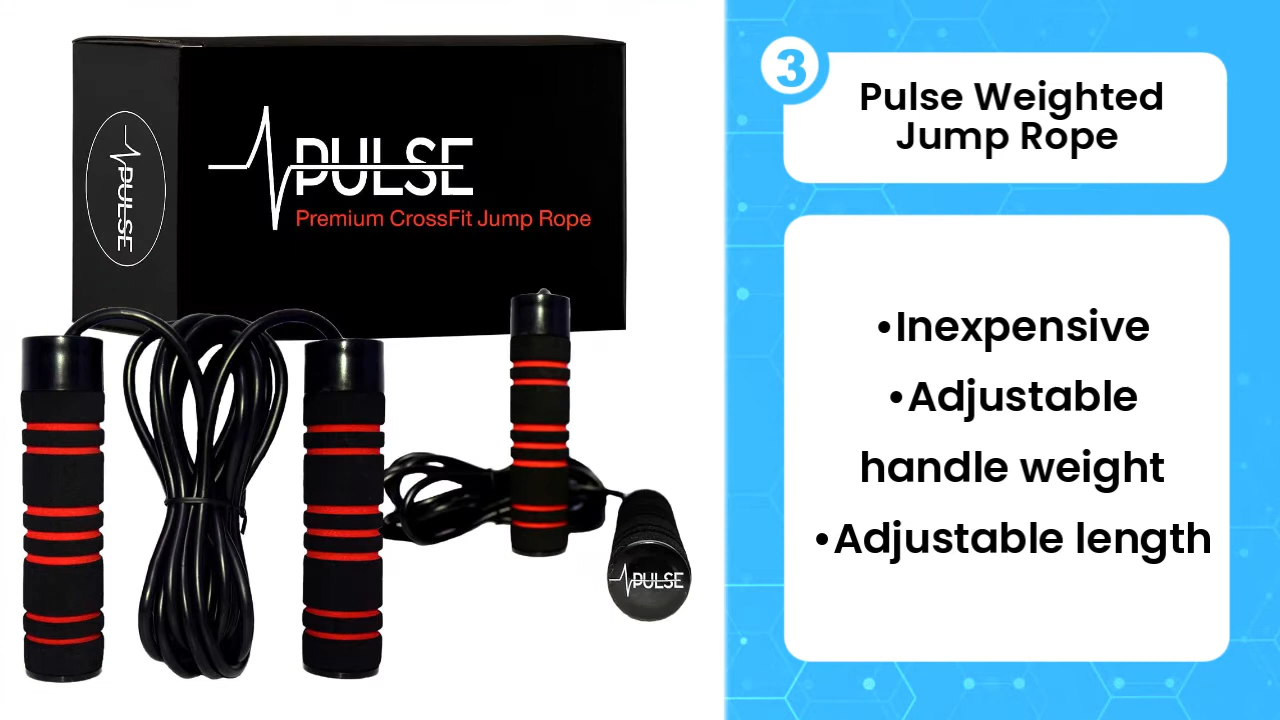 PULSE
Premium CrossFit Jump Rope
PULSE
PULSE
3
Pulse Weighted
Jump Rope
•Inexpensive
•Adjustable
handle weight
•Adjustable length